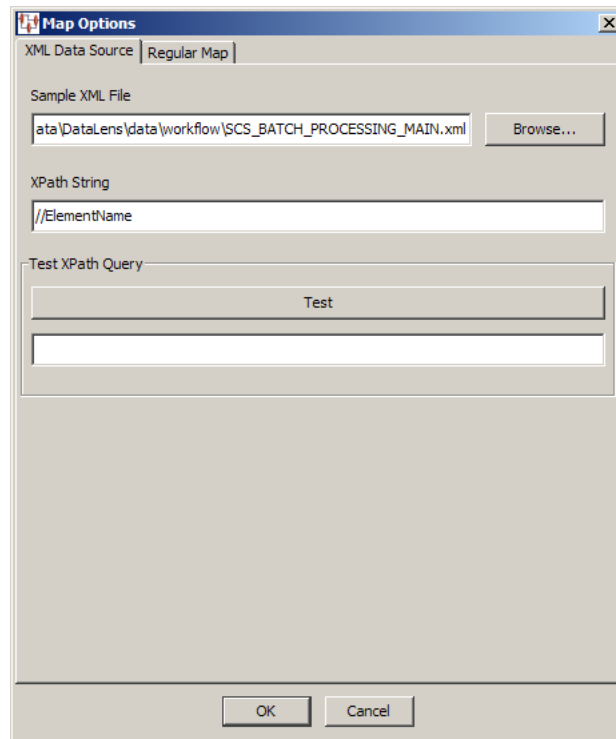 Map Options
XML Data Source Regular Map
Sample XML File
ata\DataLens\data\workflow\SCS_BATCH_PROCESSING_MAIN.xml Browse...
XPath String
//ElementName
Test XPath Query
Test
OK Cancel